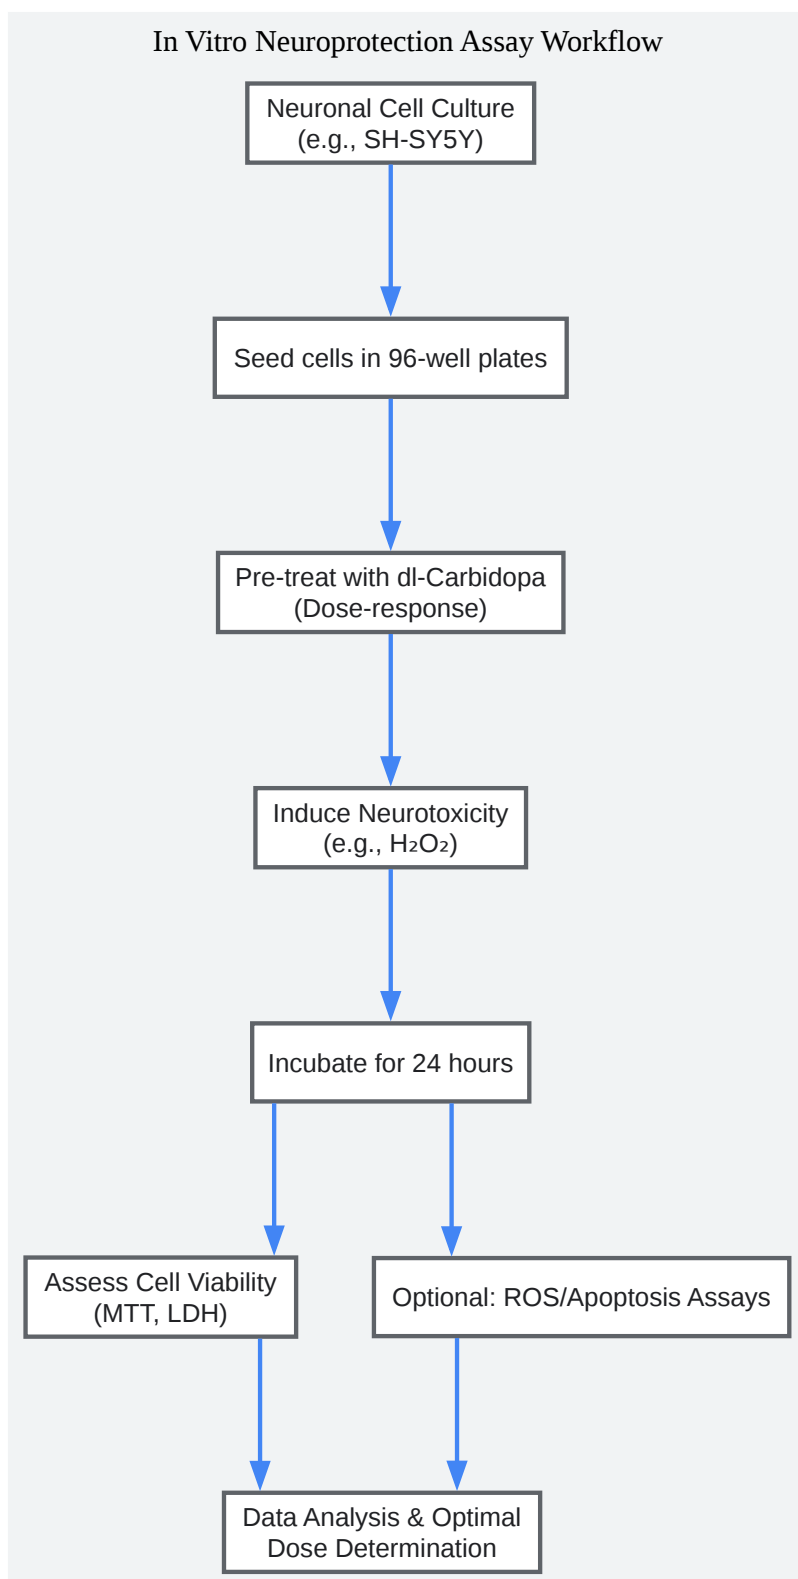 In Vitro Neuroprotection Assay Workflow
Neuronal Cell Culture
(e.g., SH-SY5Y)
Seed cells in 96-well plates
Pre-treat with dl-Carbidopa
(Dose-response)
Induce Neurotoxicity
(e.g., H₂O₂)
Incubate for 24 hours
Assess Cell Viability
(MTT, LDH)
Optional: ROS/Apoptosis Assays
Data Analysis & Optimal
Dose Determination